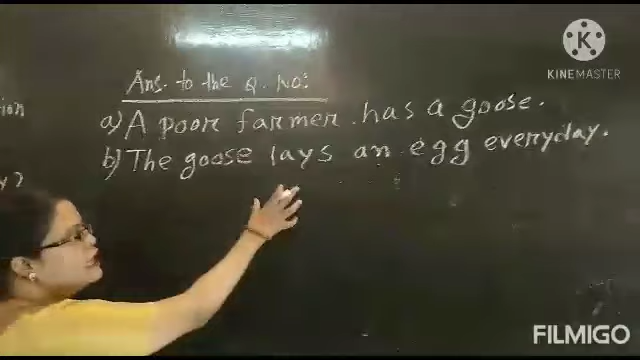 Ans. to the Q. No:
a) A poor farmer has a goose.
b) The goose lays an egg everyday.
y?
K
KINEMASTER
FILMIGO